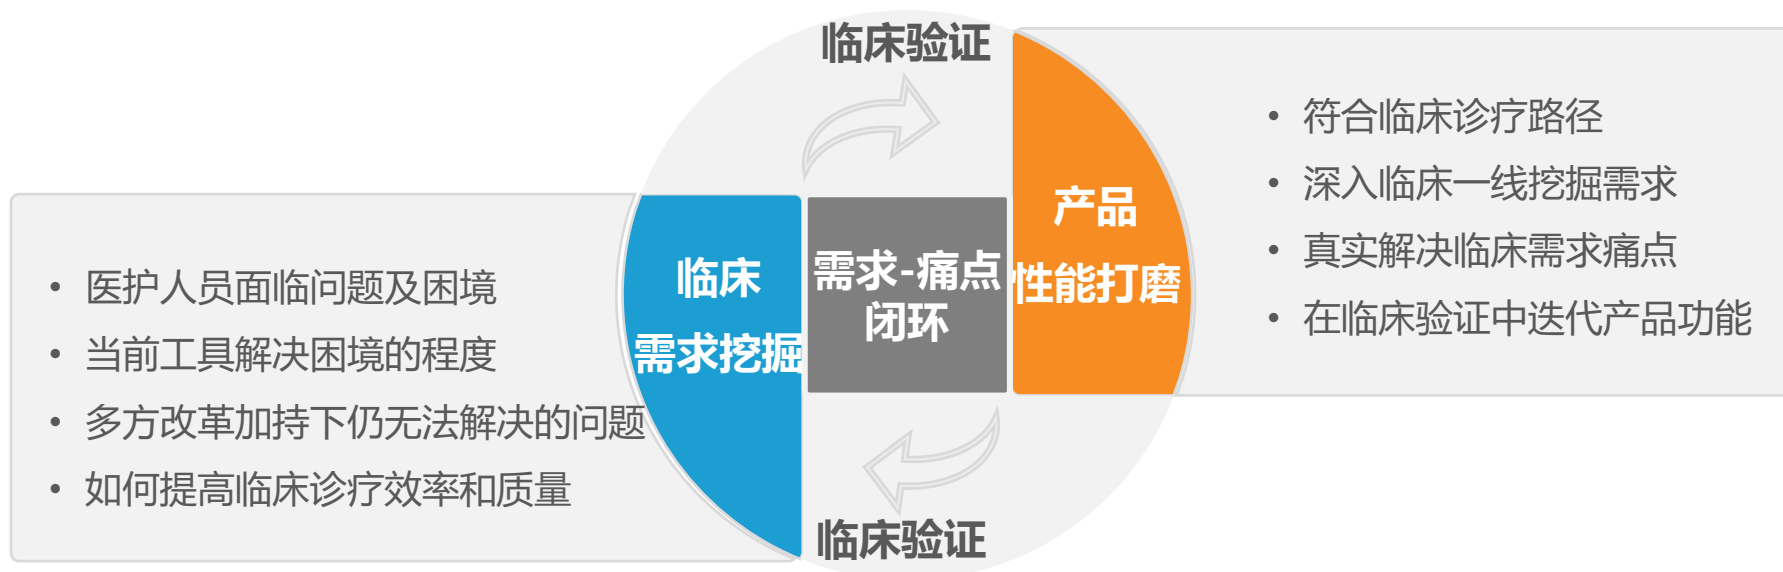 临床验证
• 医护人员面临问题及困境
• 当前工具解决困境的程度
• 多方改革加持下仍无法解决的问题
• 如何提高临床诊疗效率和质量
临床
需求挖掘
需求-痛点
闭环
产品
性能打磨
• 符合临床诊疗路径
• 深入临床一线挖掘需求
• 真实解决临床需求痛点
• 在临床验证中迭代产品功能
临床验证